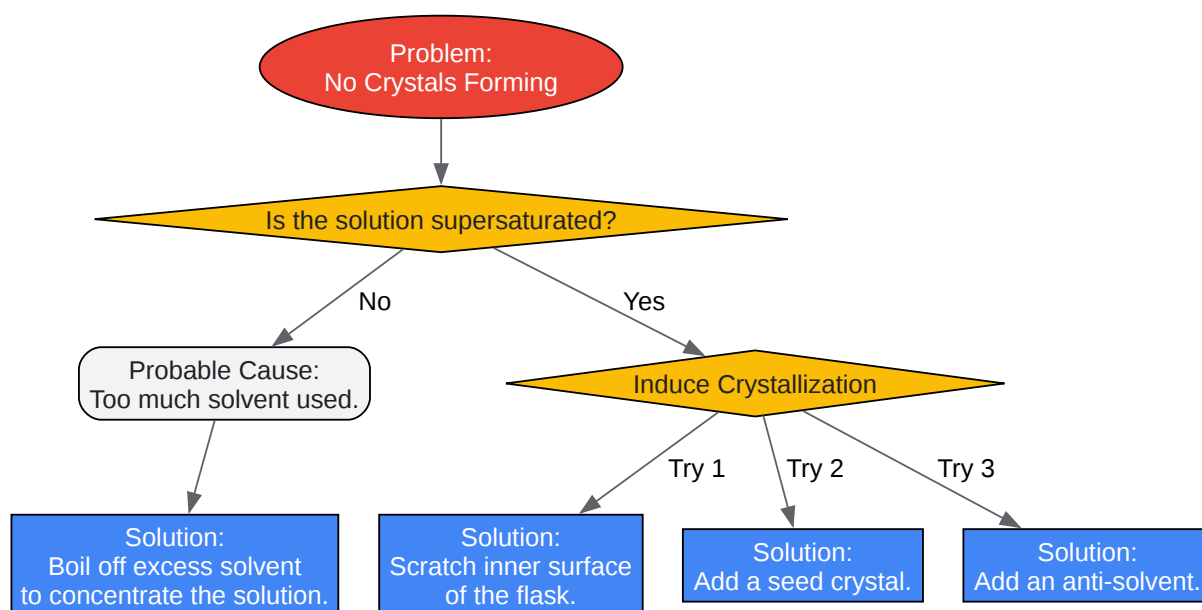 Problem:
No Crystals Forming
Is the solution supersaturated?
No
Yes
Probable Cause:
Too much solvent used.
Induce Crystallization
Try 1
Try 2
Try 3
Solution:
Boil off excess solvent
to concentrate the solution.
Solution:
Scratch inner surface
of the flask.
Solution:
Add a seed crystal.
Solution:
Add an anti-solvent.